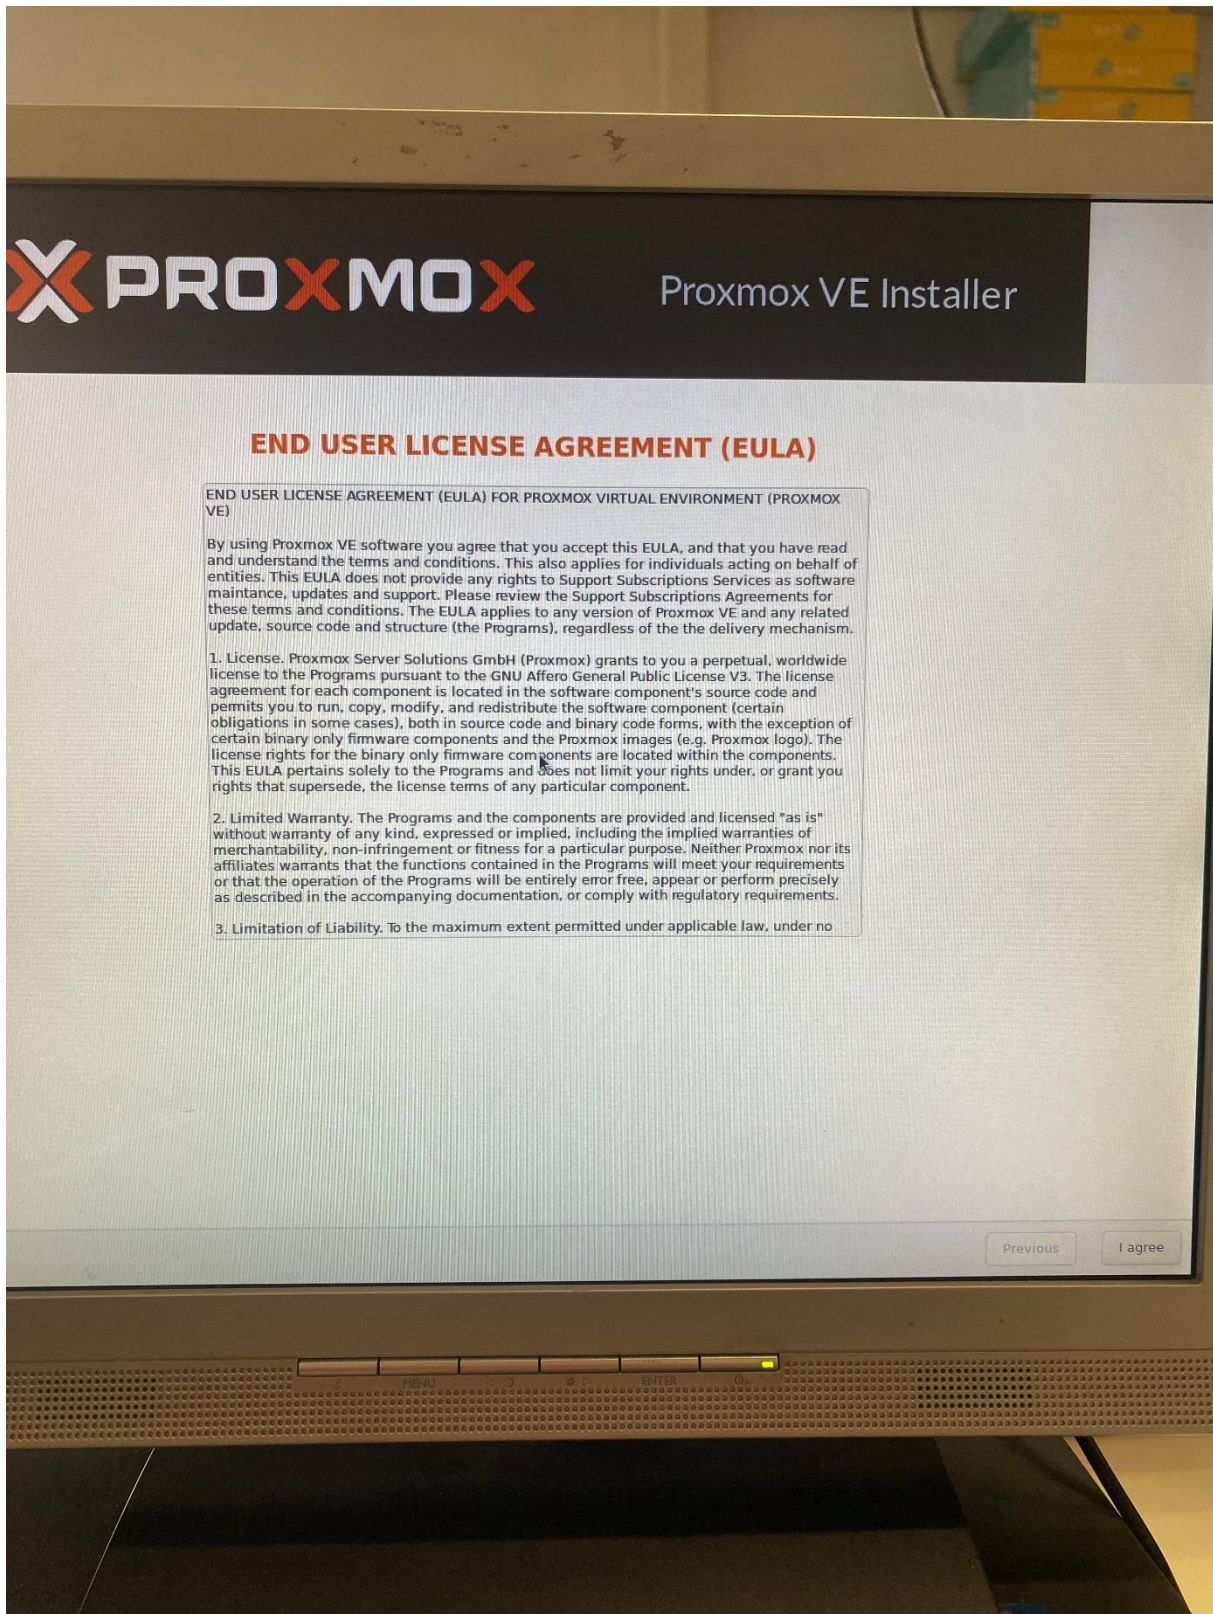 PROXMOX
Proxmox VE Installer
END USER LICENSE AGREEMENT (EULA)
END USER LICENSE AGREEMENT (EULA) FOR PROXMOX VIRTUAL ENVIRONMENT (PROXMOX
VE)
By using Proxmox VE software you agree that you accept this EULA, and that you have read
and understand the terms and conditions. This also applies for individuals acting on behalf of
entities. This EULA does not provide any rights to Support Subscriptions Services as software
maintance, updates and support. Please review the Support Subscriptions Agreements for
these terms and conditions. The EULA applies to any version of Proxmox VE and any related
update, source code and structure (the Programs), regardless of the the delivery mechanism.
1. License. Proxmox Server Solutions GmbH (Proxmox) grants to you a perpetual, worldwide
license to the Programs pursuant to the GNU Affero General Public License V3. The license
agreement for each component is located in the software component's source code and
permits you to run, copy, modify, and redistribute the software component (certain
obligations in some cases), both in source code and binary code forms, with the exception of
certain binary only firmware components and the Proxmox images (e.g. Proxmox logo). The
license rights for the binary only firmware components are located within the components.
This EULA pertains solely to the Programs and does not limit your rights under, or grant you
rights that supersede, the license terms of any particular component.
2. Limited Warranty. The Programs and the components are provided and licensed "as is"
without warranty of any kind, expressed or implied, including the implied warranties of
merchantability, non-infringement or fitness for a particular purpose. Neither Proxmox nor its
affiliates warrants that the functions contained in the Programs will meet your requirements
or that the operation of the Programs will be entirely error free, appear or perform precisely
as described in the accompanying documentation, or comply with regulatory requirements.
3. Limitation of Liability. To the maximum extent permitted under applicable law, under no
Previous
I agree
MENU
ENTER